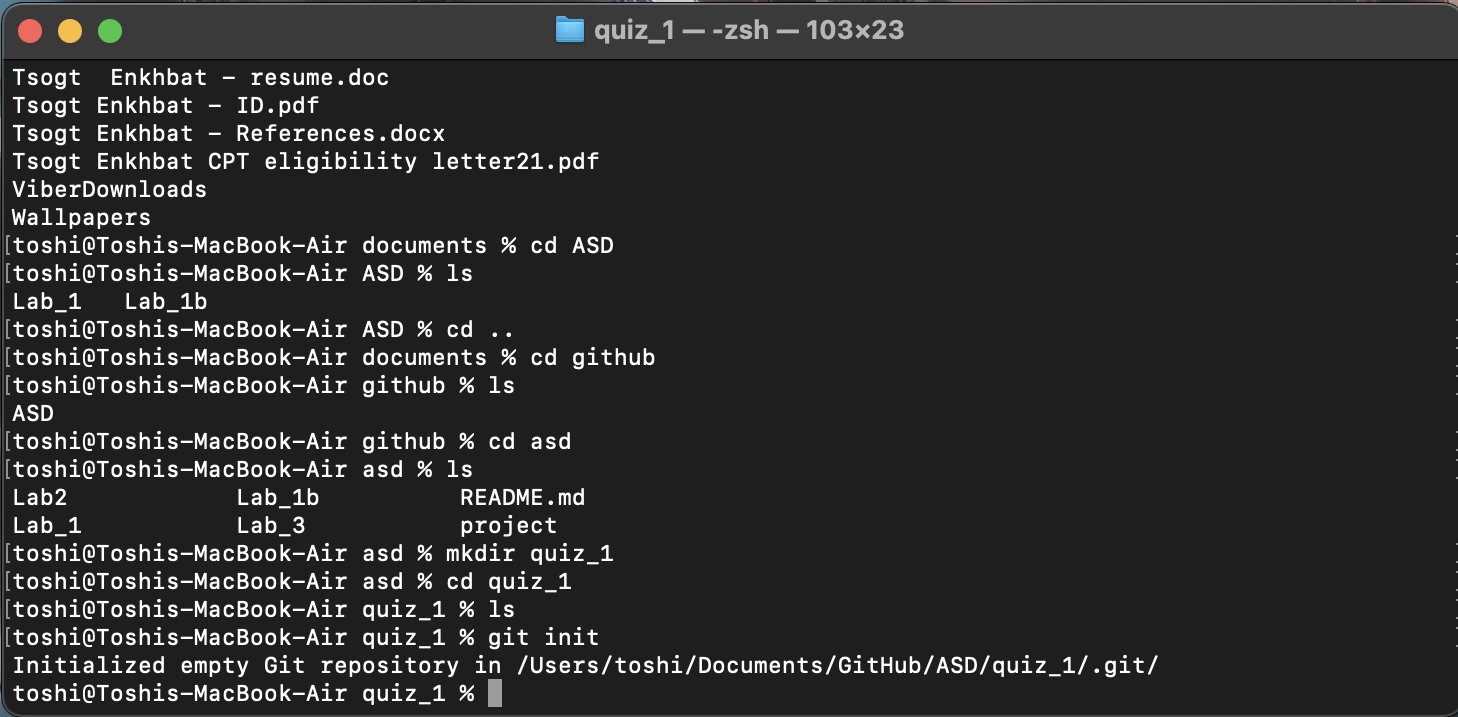 quiz_1 — -zsh — 103×23
Tsogt  Enkhbat - resume.doc
Tsogt Enkhbat - ID.pdf
Tsogt Enkhbat - References.docx
Tsogt Enkhbat CPT eligibility letter21.pdf
ViberDownloads
Wallpapers
[toshi@Toshis-MacBook-Air documents % cd ASD
[toshi@Toshis-MacBook-Air ASD % ls
Lab_1   Lab_1b
[toshi@Toshis-MacBook-Air ASD % cd ..
[toshi@Toshis-MacBook-Air documents % cd github
[toshi@Toshis-MacBook-Air github % ls
ASD
[toshi@Toshis-MacBook-Air github % cd asd
[toshi@Toshis-MacBook-Air asd % ls
Lab2            Lab_1b          README.md
Lab_1           Lab_3           project
[toshi@Toshis-MacBook-Air asd % mkdir quiz_1
[toshi@Toshis-MacBook-Air asd % cd quiz_1
[toshi@Toshis-MacBook-Air quiz_1 % ls
[toshi@Toshis-MacBook-Air quiz_1 % git init
Initialized empty Git repository in /Users/toshi/Documents/GitHub/ASD/quiz_1/.git/
toshi@Toshis-MacBook-Air quiz_1 %